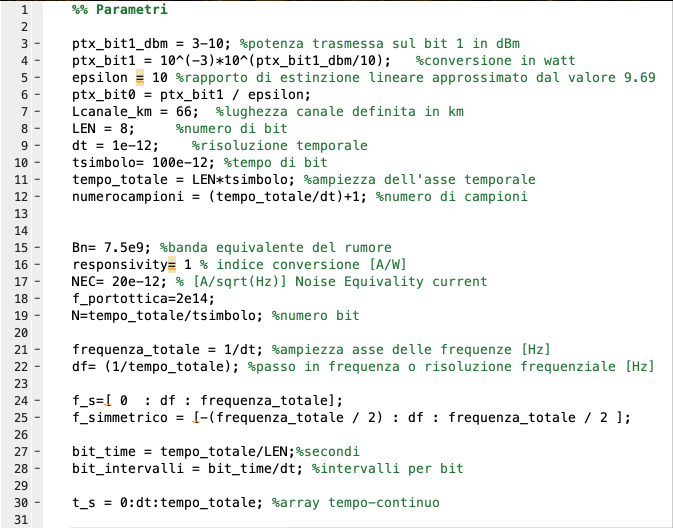 1 %% Parametri
2
3 - ptx_bit1_dbm = 3-10; %potenza trasmessa sul bit 1 in dBm
4 - ptx_bit1 = 10^(-3)*10^(ptx_bit1_dbm/10); %conversione in watt
5 - epsilon = 10 %rapporto di estinzione lineare approssimato dal valore 9.69
6 - ptx_bit0 = ptx_bit1 / epsilon;
7 - Lcanale_km = 66; %lughezza canale definita in km
8 - LEN = 8; %numero di bit
9 - dt = 1e-12; %risoluzione temporale
10 - tsimbolo= 100e-12; %tempo di bit
11 - tempo_totale = LEN*tsimbolo; %ampiezza dell'asse temporale
12 - numerocampioni = (tempo_totale/dt)+1; %numero di campioni
13
14
15 - Bn= 7.5e9; %banda equivalente del rumore
16 - responsivity= 1 % indice conversione [A/W]
17 - NEC= 20e-12; % [A/sqrt(Hz)] Noise Equivality current
18 - f_portottica=2e14;
19 - N=tempo_totale/tsimbolo; %numero bit
20
21 - frequenza_totale = 1/dt; %ampiezza asse delle frequenze [Hz]
22 - df= (1/tempo_totale); %passo in frequenza o risoluzione frequenziale [Hz]
23
24 - f_s=[ 0 : df : frequenza_totale];
25 - f_simmetrico = [-(frequenza_totale / 2) : df : frequenza_totale / 2 ];
26
27 - bit_time = tempo_totale/LEN;%secondi
28 - bit_intervalli = bit_time/dt; %intervalli per bit
29
30 - t_s = 0:dt:tempo_totale; %array tempo-continuo
31